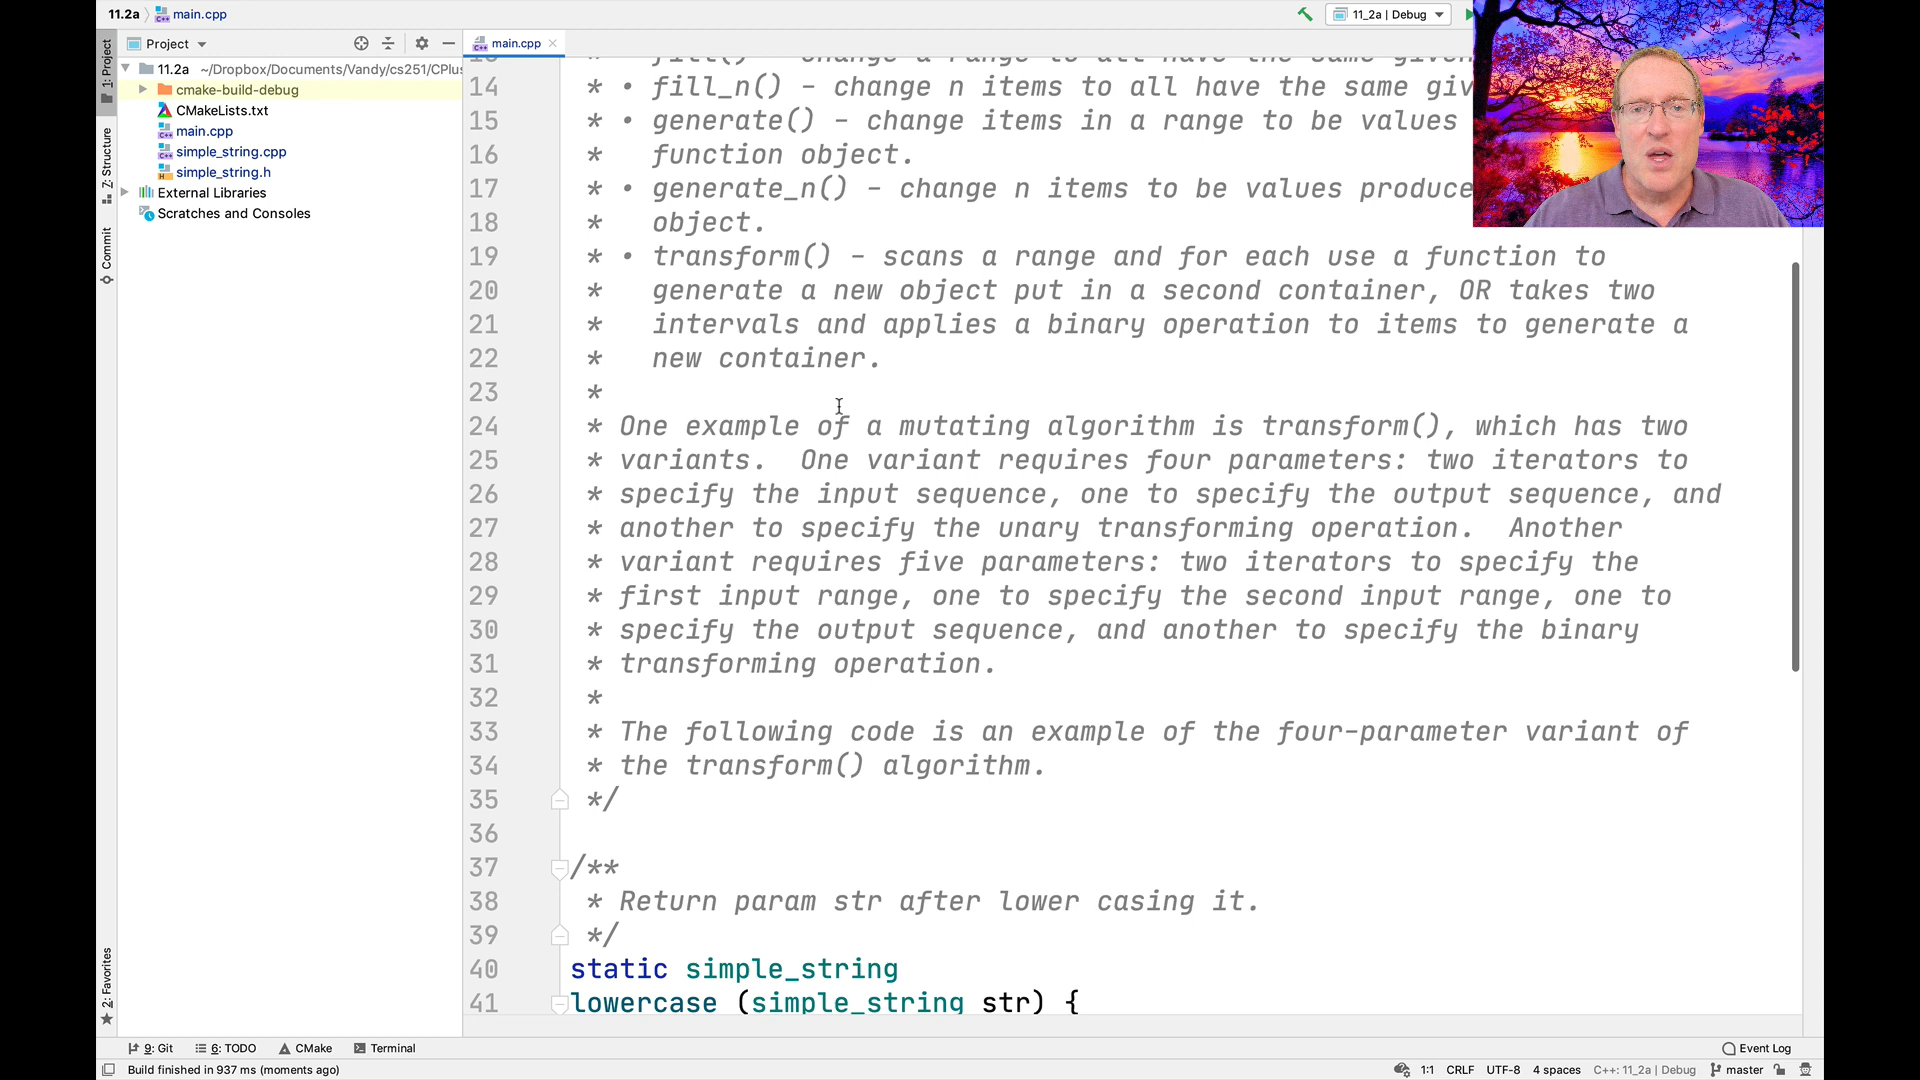 11.2a
main.cpp
11_2a | Debug
1: Project
Z: Structure
Commit
2: Favorites
Project
11.2a ~/Dropbox/Documents/Vandy/cs251/CPlus
cmake-build-debug
CMakeLists.txt
main.cpp
simple_string.cpp
simple_string.h
External Libraries
Scratches and Consoles
main.cpp
14 * • fill_n() - change n items to all have the same giv
15 * • generate() - change items in a range to be values
16 * function object.
17 * • generate_n() - change n items to be values produce
18 * object.
19 * • transform() - scans a range and for each use a function to
20 * generate a new object put in a second container, OR takes two
21 * intervals and applies a binary operation to items to generate a
22 * new container.
23 *
24 * One example of a mutating algorithm is transform(), which has two
25 * variants.  One variant requires four parameters: two iterators to
26 * specify the input sequence, one to specify the output sequence, and
27 * another to specify the unary transforming operation.  Another
28 * variant requires five parameters: two iterators to specify the
29 * first input range, one to specify the second input range, one to
30 * specify the output sequence, and another to specify the binary
31 * transforming operation.
32 *
33 * The following code is an example of the four-parameter variant of
34 * the transform() algorithm.
35 */
36
37 /**
38 * Return param str after lower casing it.
39 */
40 static simple_string
41 lowercase (simple_string str) {
9: Git
6: TODO
CMake
Terminal
Event Log
Build finished in 937 ms (moments ago)
1:1 CRLF UTF-8 4 spaces C++: 11_2a | Debug master